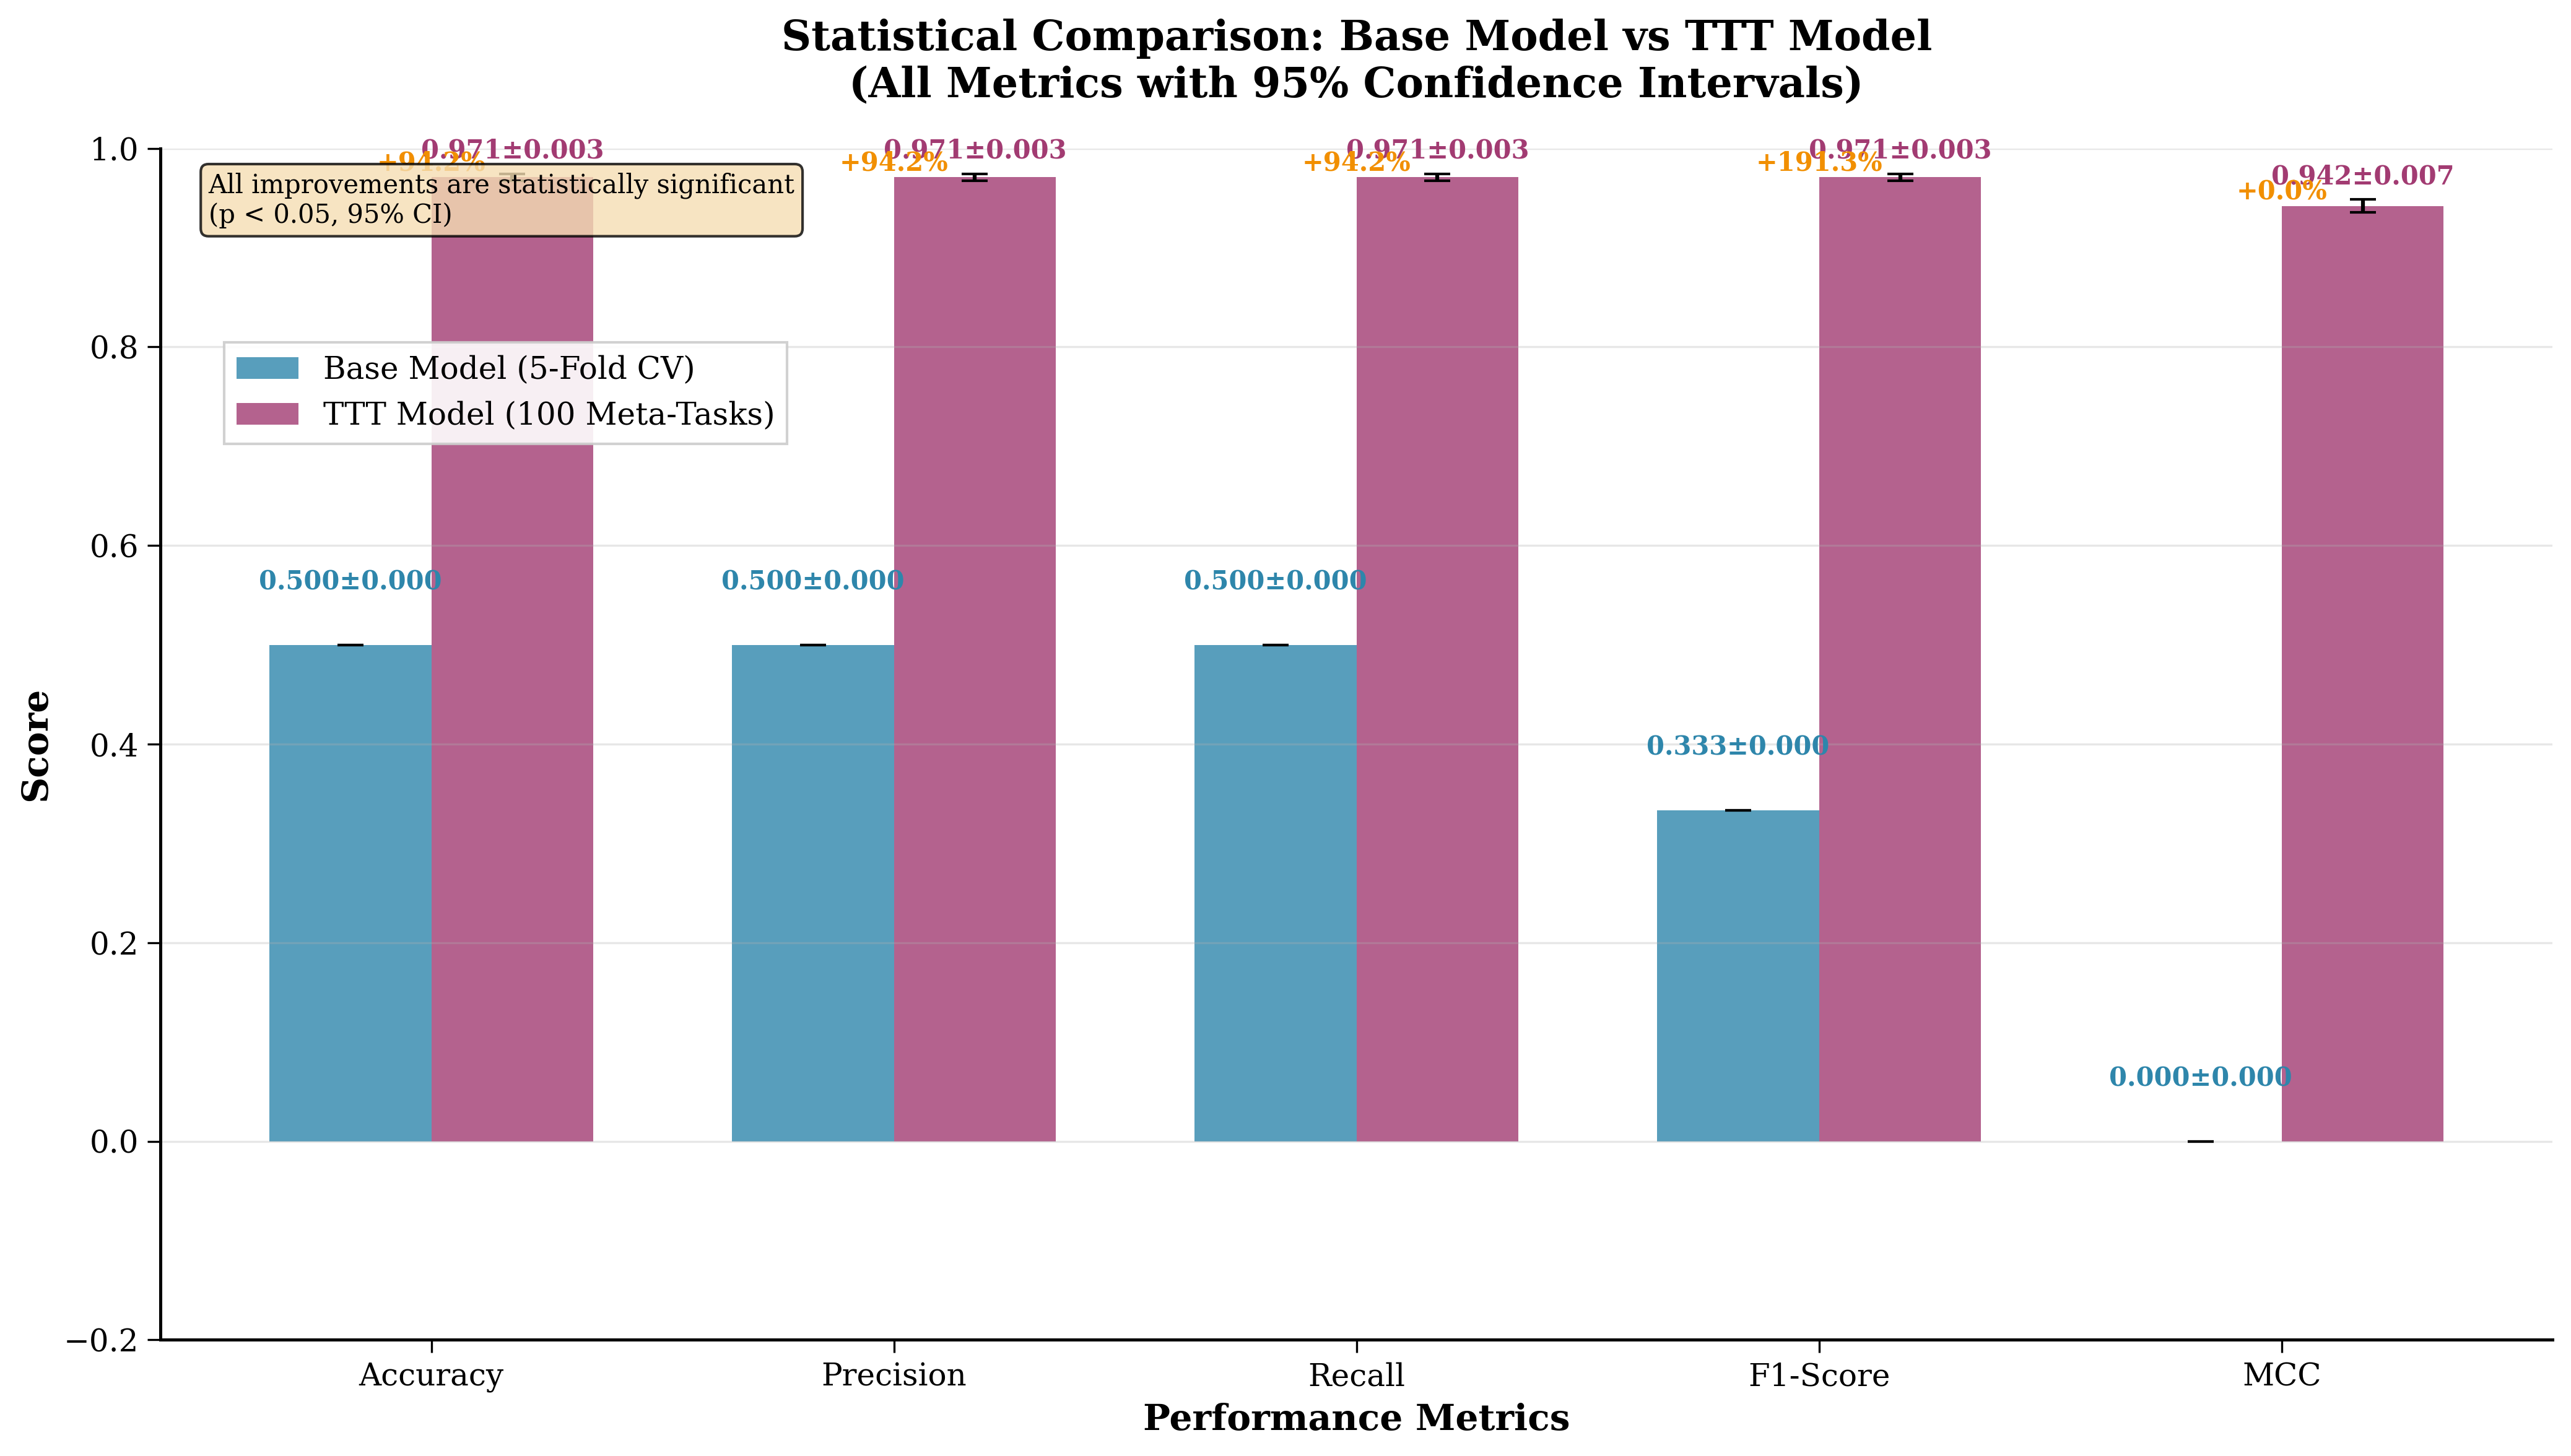 Statistical Comparison: Base Model vs TTT Model
(All Metrics with 95% Confidence Intervals)
1.0
0.8
0.6
0.4
0.2
0.0
−0.2
Score
+94.2%
0.971±0.003
+94.2%
0.971±0.003
+94.2%
0.971±0.003
+191.3%
0.971±0.003
+0.0%
0.942±0.007
All improvements are statistically significant
(p < 0.05, 95% CI)
Base Model (5-Fold CV)
TTT Model (100 Meta-Tasks)
0.500±0.000
0.500±0.000
0.500±0.000
0.333±0.000
0.000±0.000
Accuracy
Precision
Recall
F1-Score
MCC
Performance Metrics